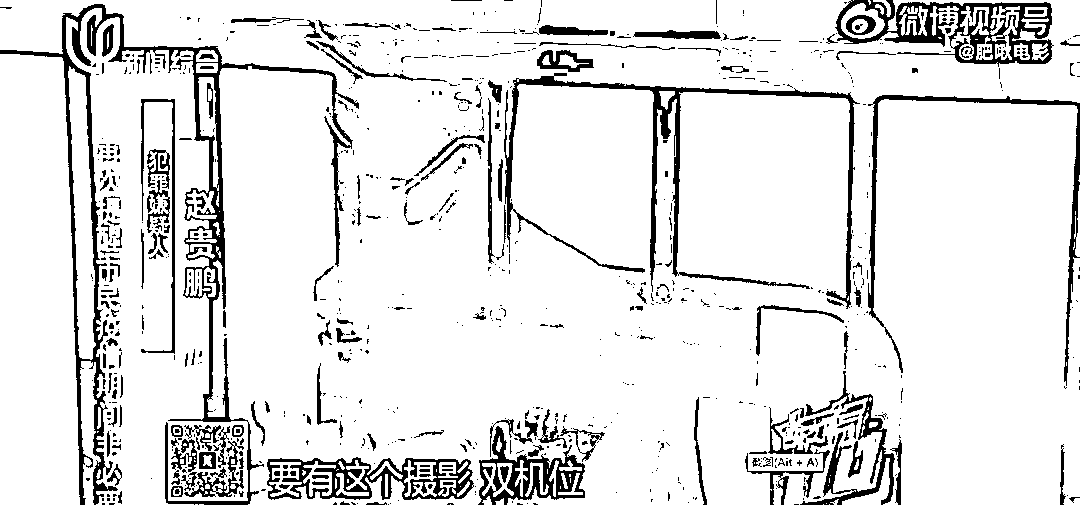 新闻综合
微博视频号
@肥啾电影
再次提醒市民疫情期间非必要
犯罪嫌疑人
赵贵鹏
要有这个摄影 双机位
截图(Alt + A)